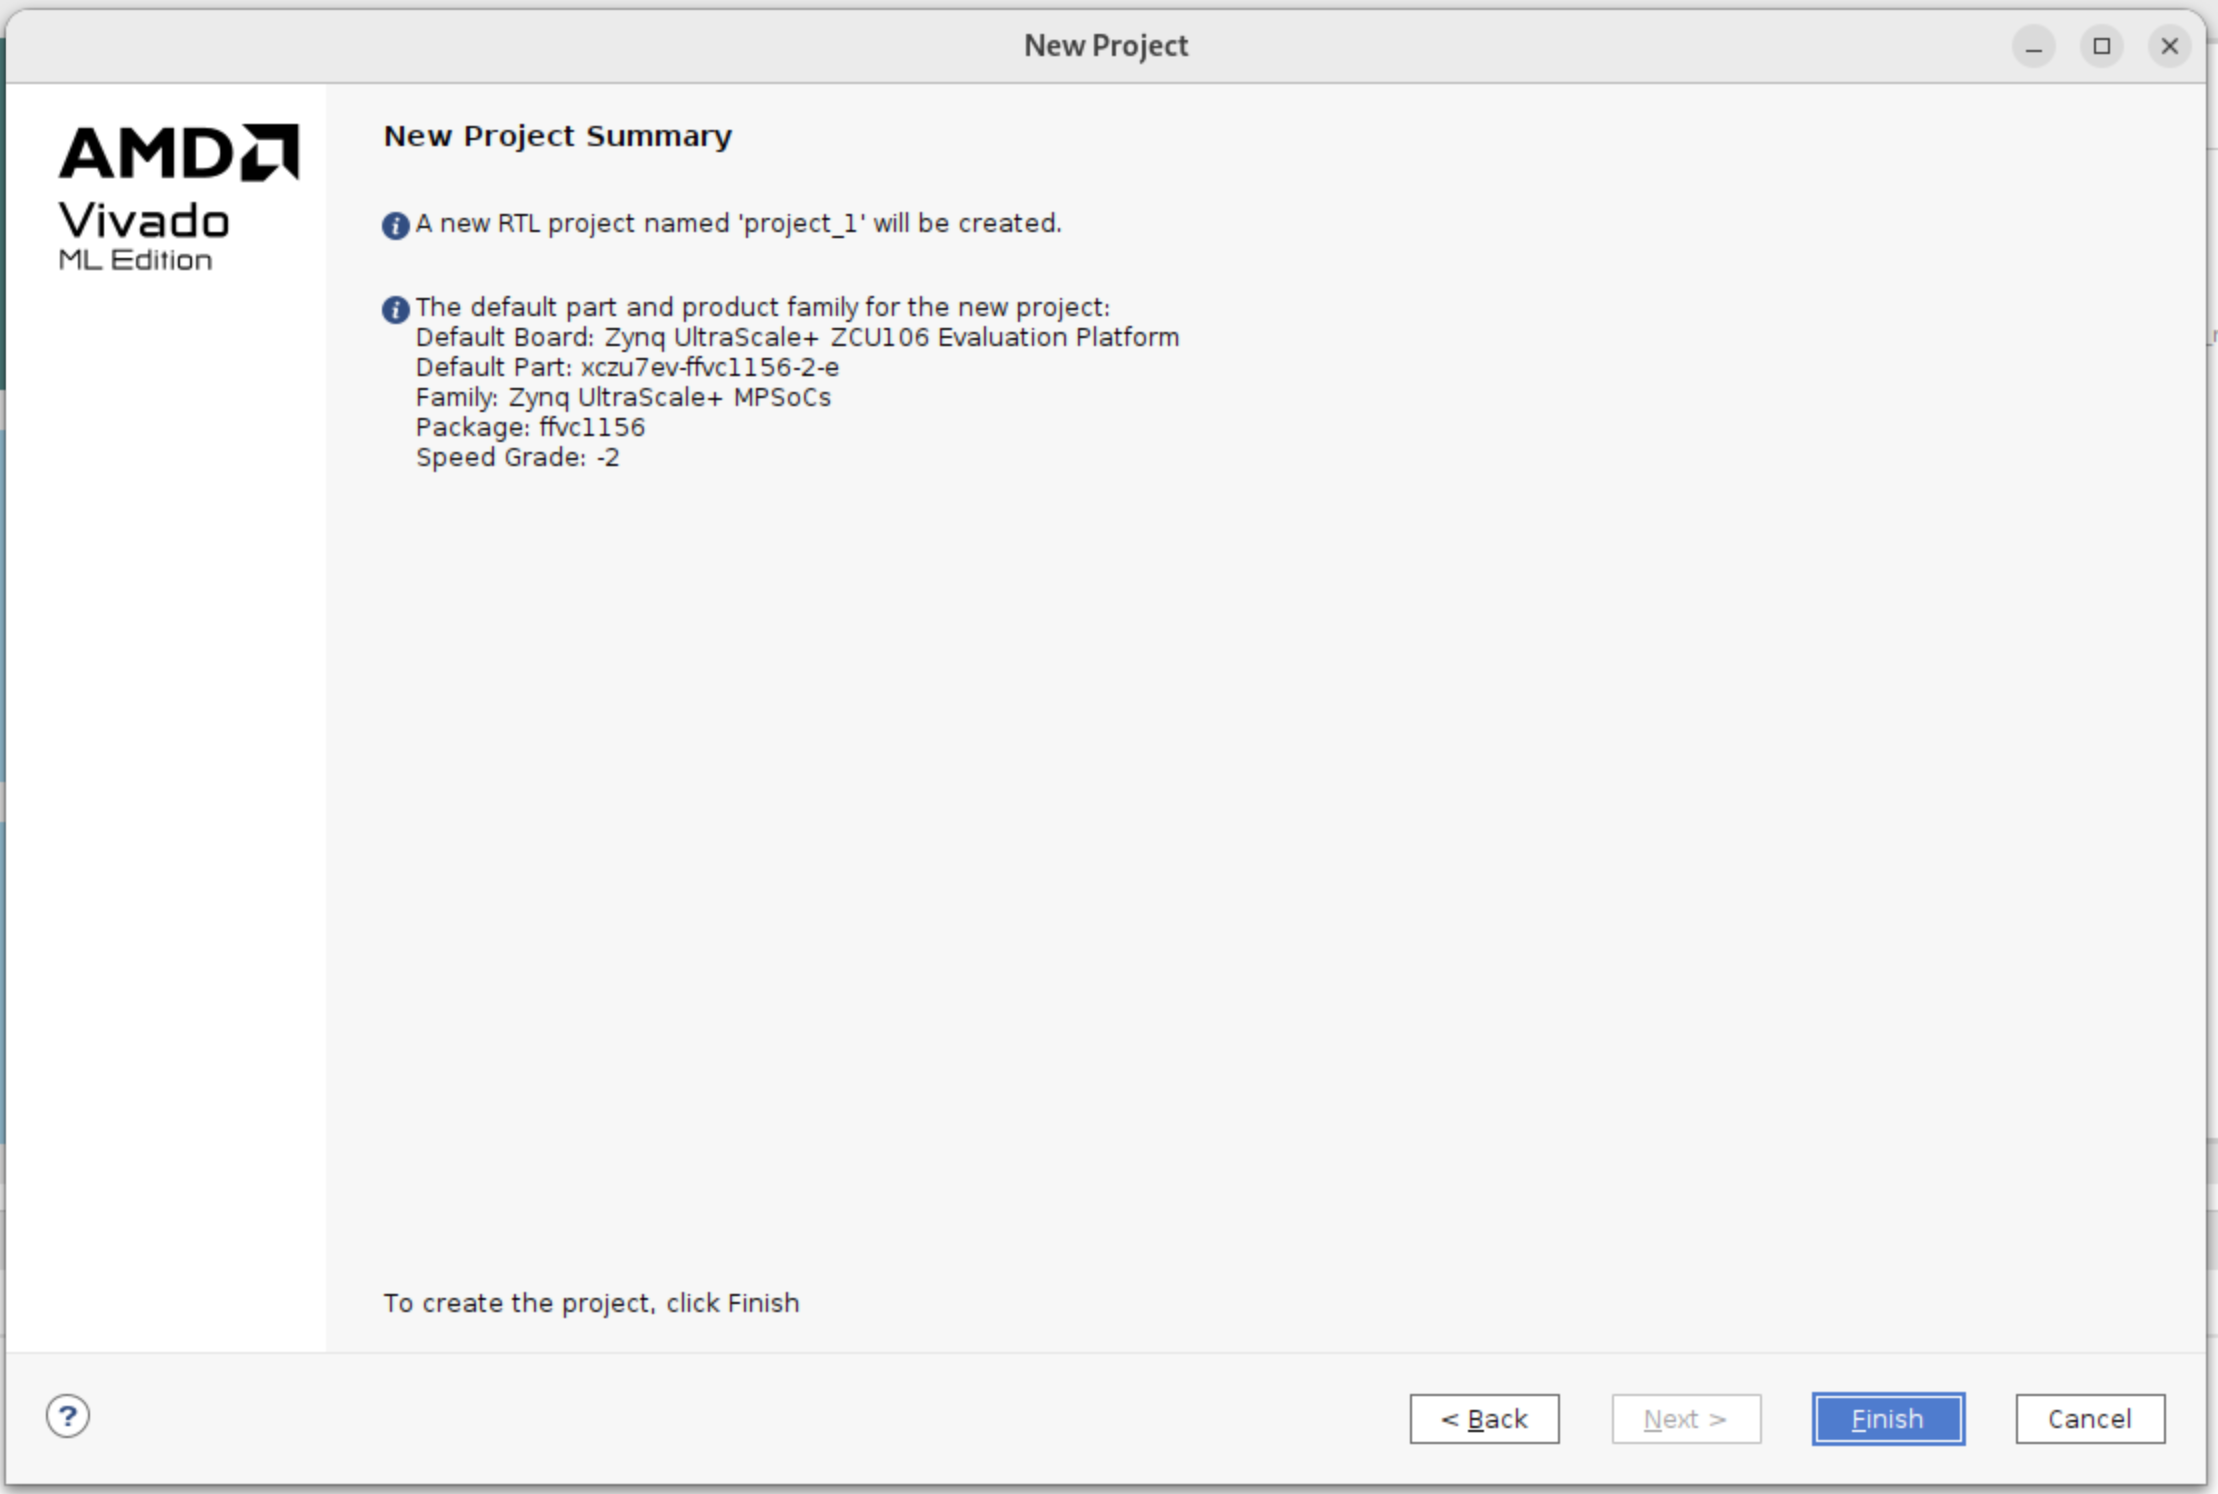 New Project
AMD
Vivado
ML Edition
New Project Summary
A new RTL project named 'project_1' will be created.
The default part and product family for the new project:
Default Board: Zynq UltraScale+ ZCU106 Evaluation Platform
Default Part: xczu7ev-ffvc1156-2-e
Family: Zynq UltraScale+ MPSoCs
Package: ffvc1156
Speed Grade: -2
To create the project, click Finish
?
< Back
Next >
Finish
Cancel